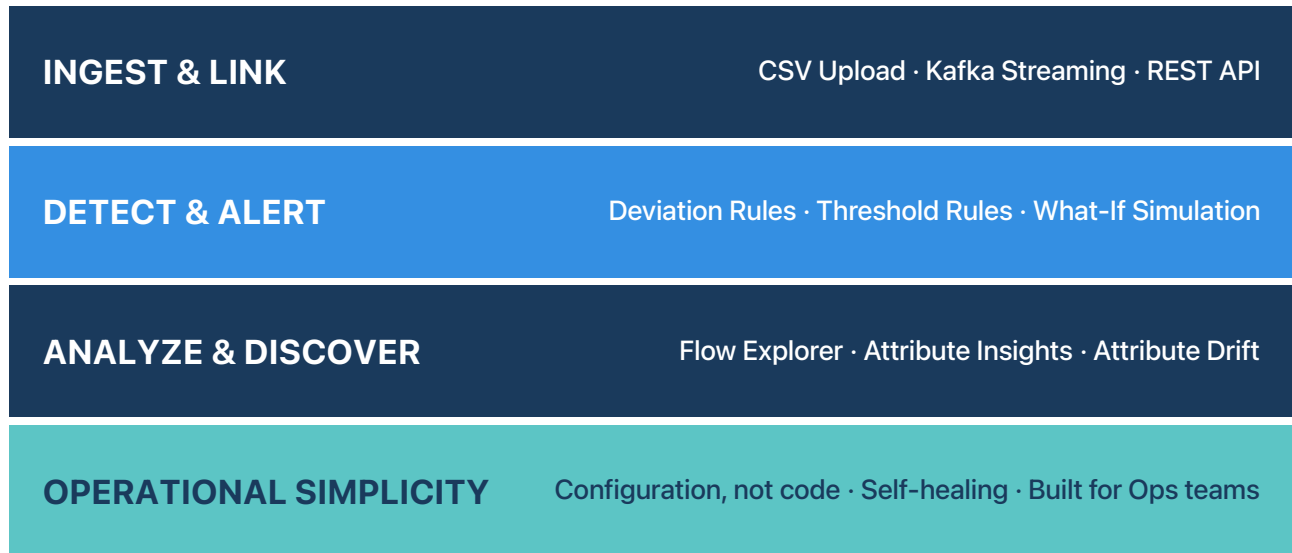 INGEST & LINK
CSV Upload · Kafka Streaming · REST API
DETECT & ALERT
Deviation Rules · Threshold Rules · What-If Simulation
ANALYZE & DISCOVER
Flow Explorer · Attribute Insights · Attribute Drift
OPERATIONAL SIMPLICITY
Configuration, not code · Self-healing · Built for Ops teams